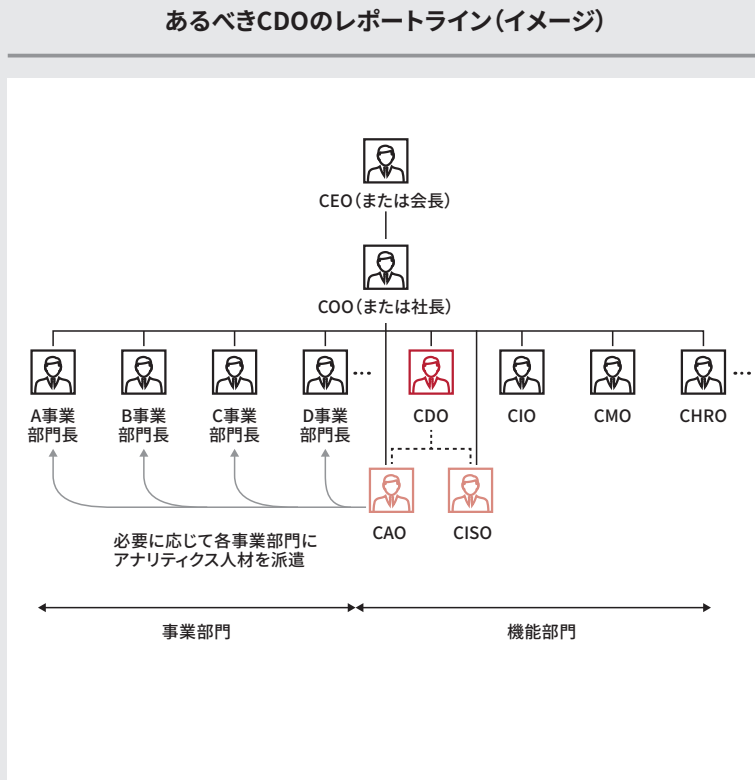 あるべきCDOのレポートライン（イメージ）
CEO（または会長）
COO（または社長）
A事業
部門長
B事業
部門長
C事業
部門長
D事業
部門長
…
CDO
CIO
CMO
CHRO
…
CAO
CISO
必要に応じて各事業部門に
アナリティクス人材を派遣
事業部門
機能部門